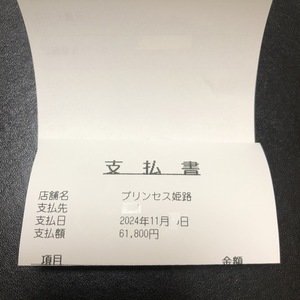 支払書
店舗名 プリンセス姫路
支払先
支払日 2024年11月 日
支払額 61,800円
項目 金額